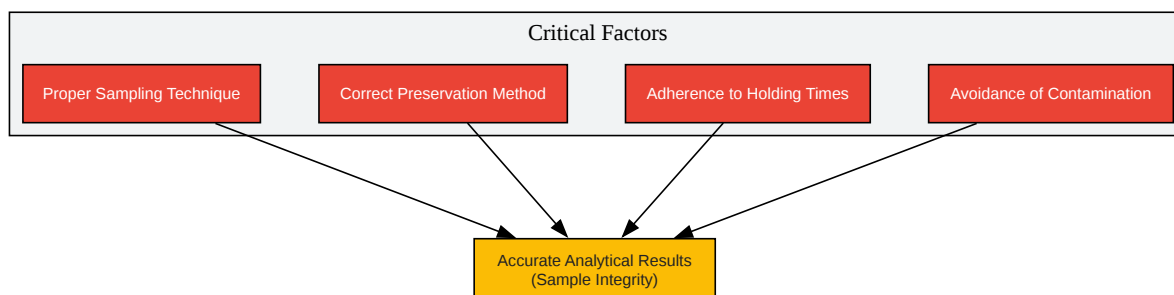 Critical Factors
Proper Sampling Technique
Correct Preservation Method
Adherence to Holding Times
Avoidance of Contamination
Accurate Analytical Results
(Sample Integrity)